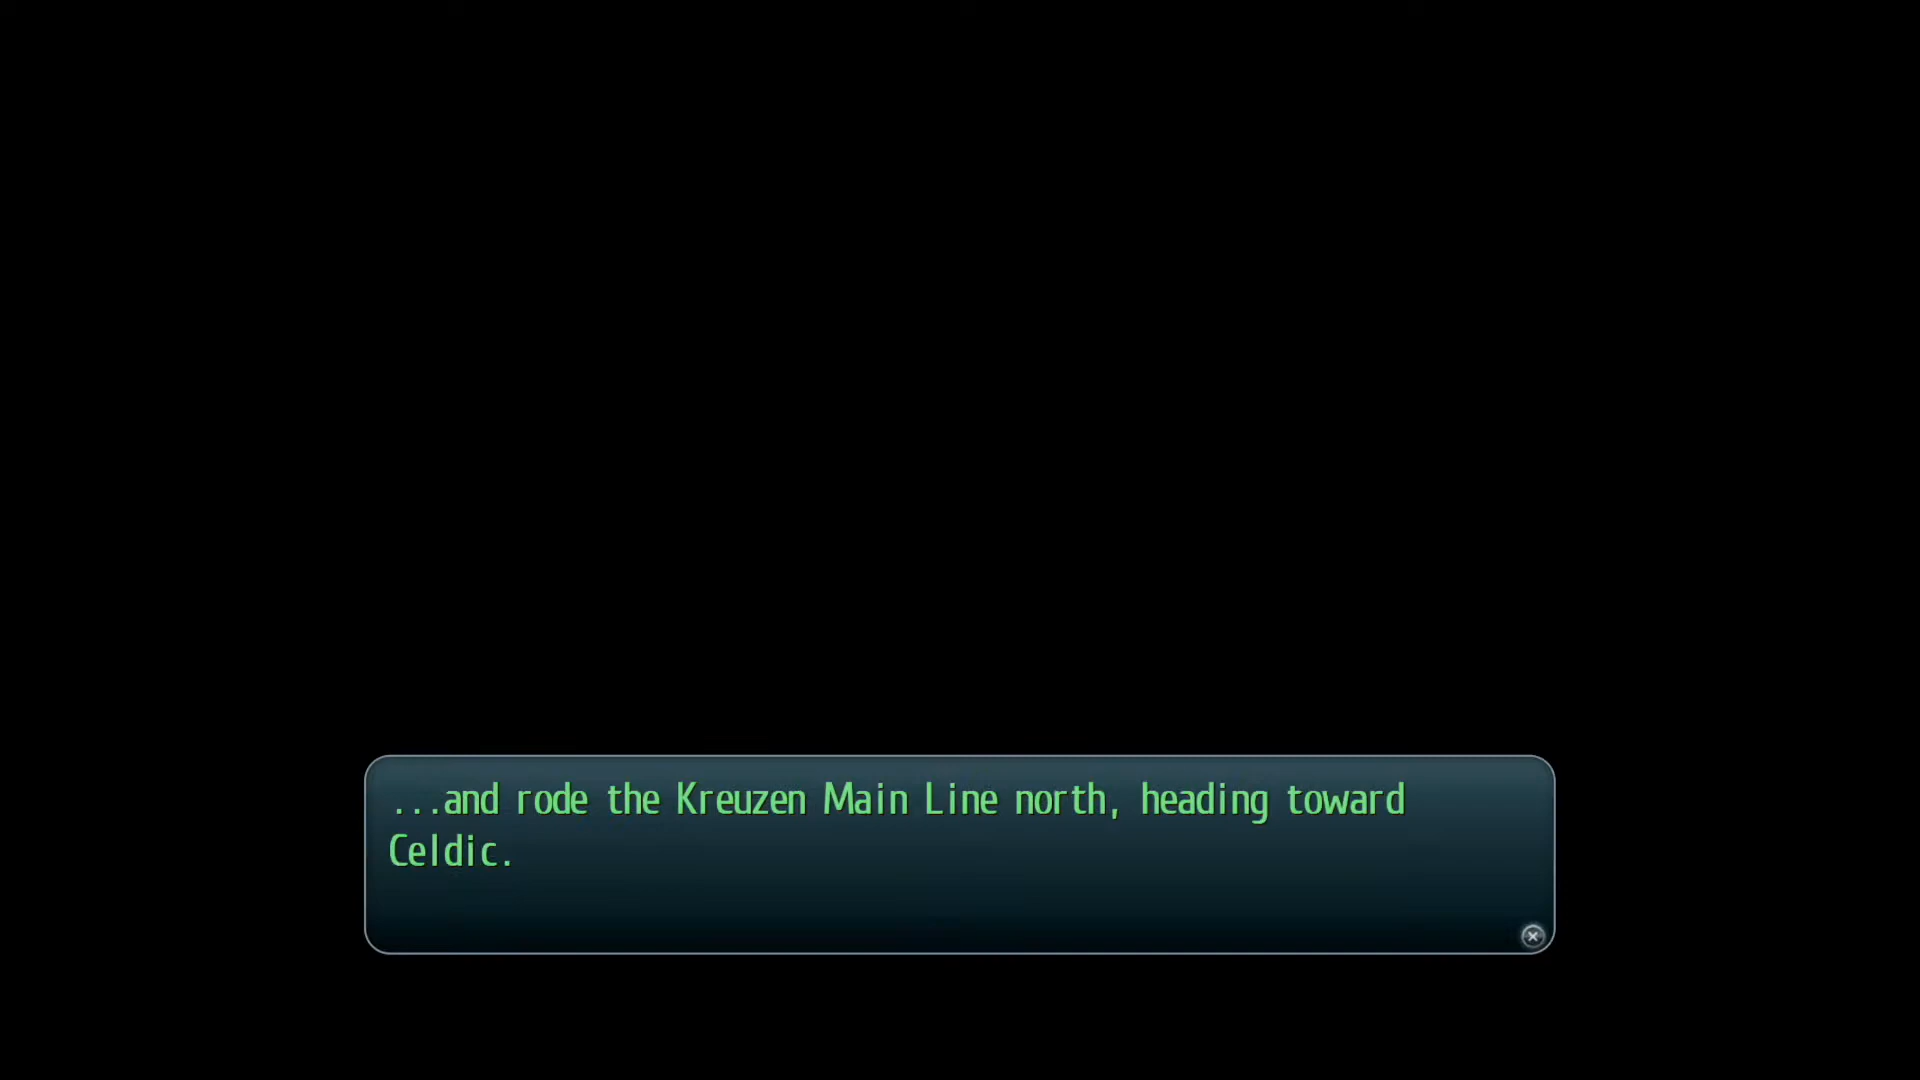 ...and rode the Kreuzen Main Line north, heading toward
Celdic.